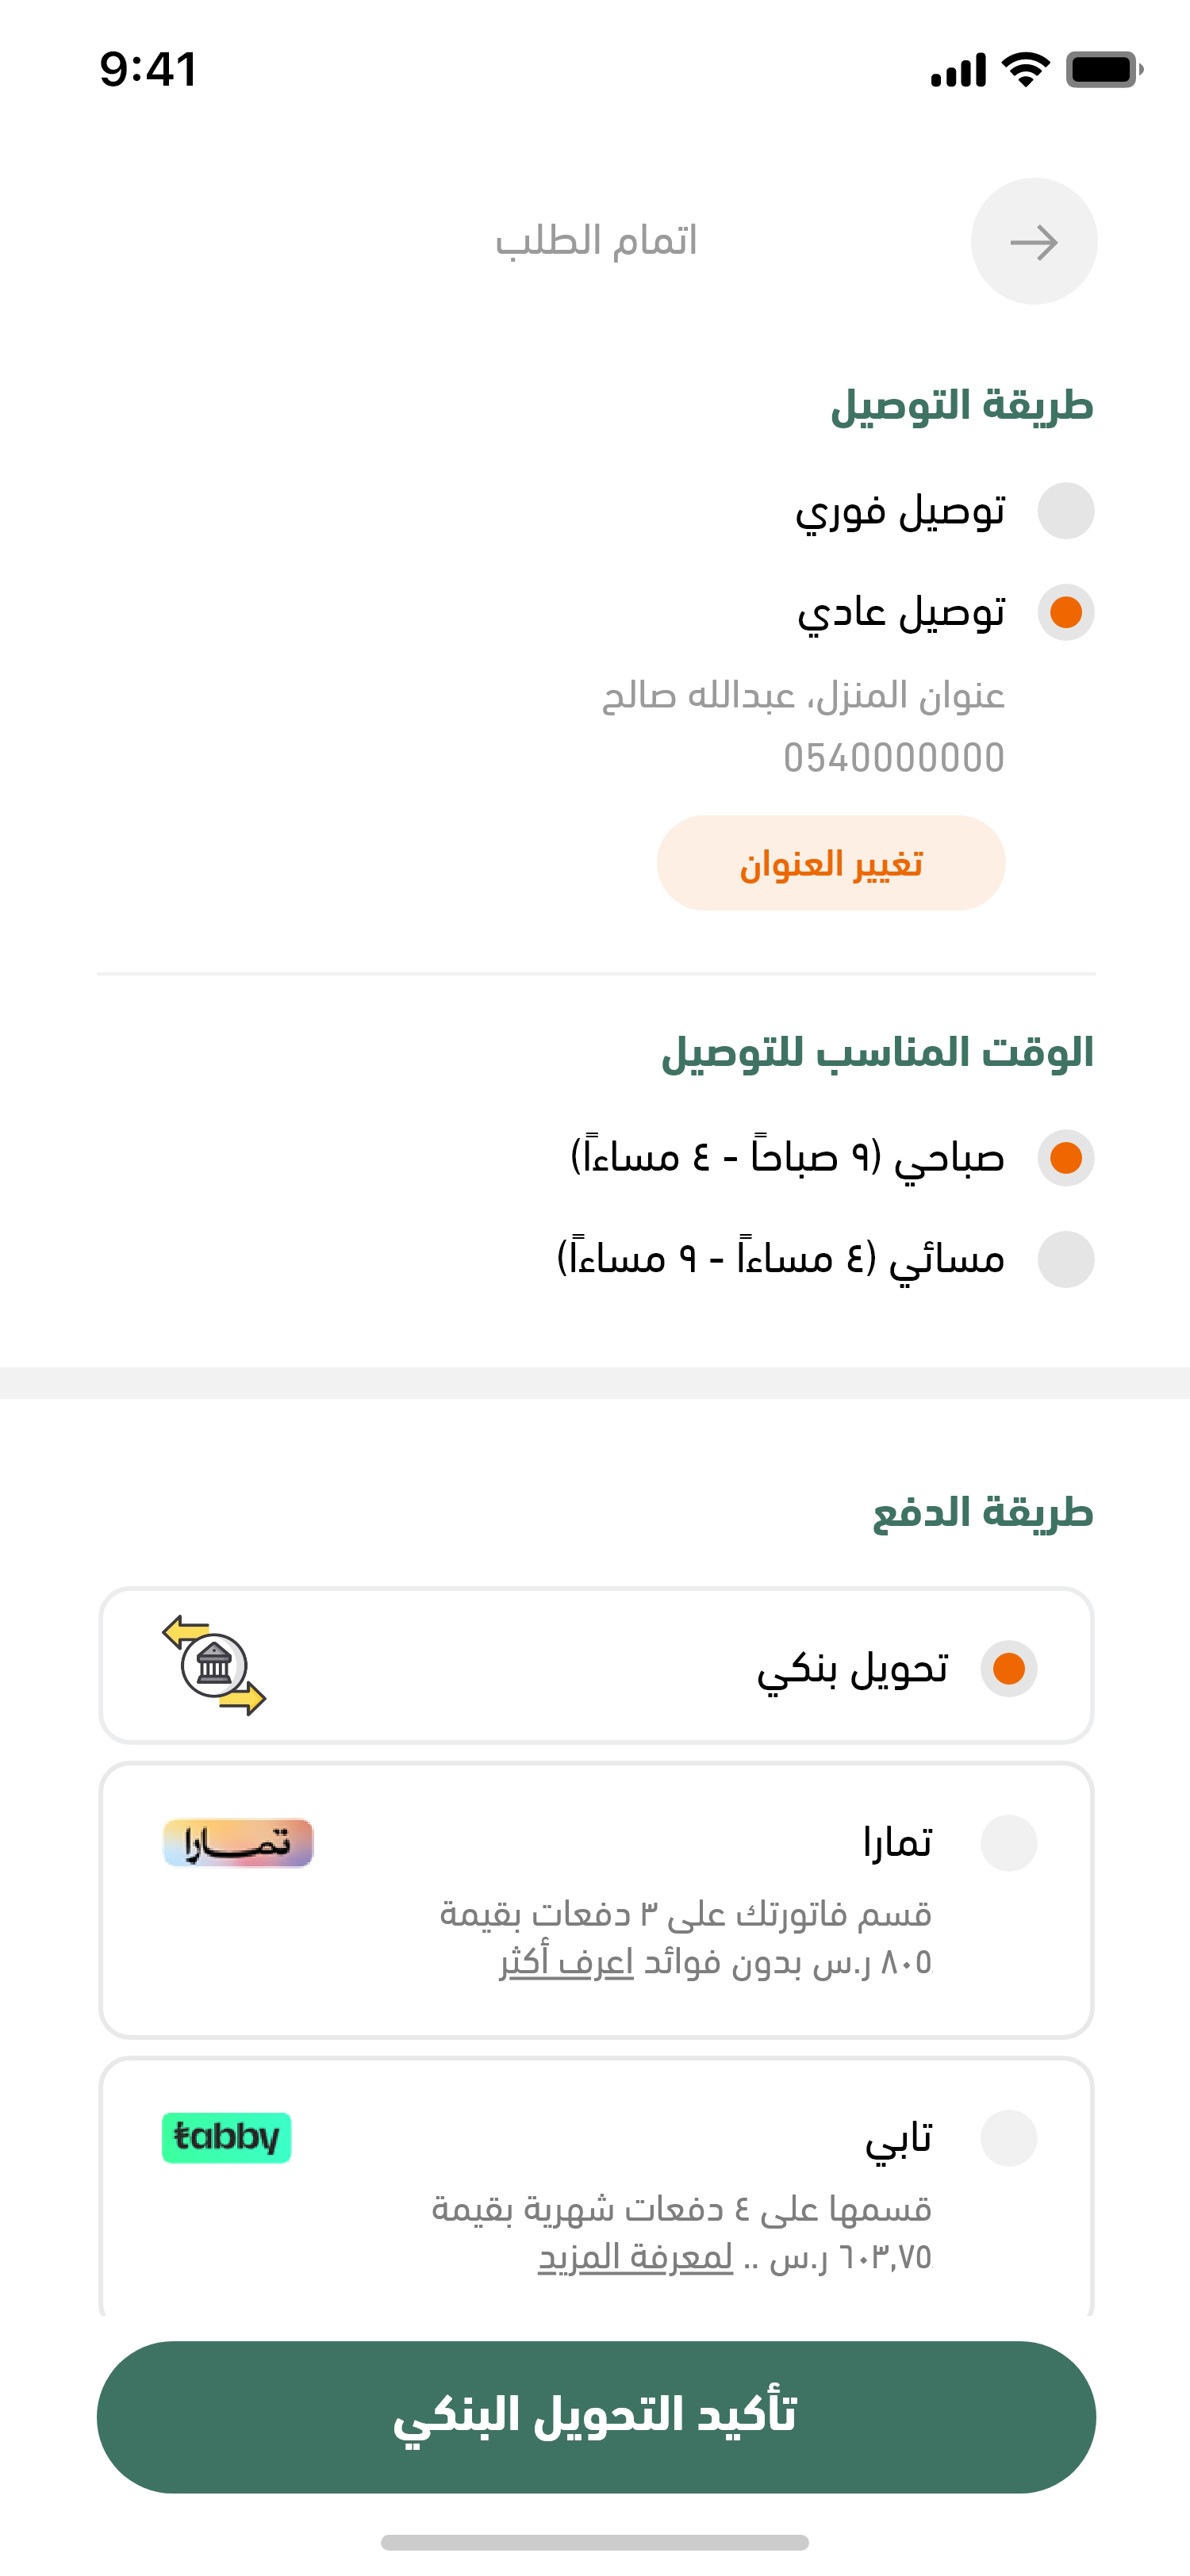 9:41
اتمام الطلب
طريقة التوصيل
توصيل فوري
توصيل عادي
عنوان المنزل، عبدالله صالح
0540000000
تغيير العنوان
الوقت المناسب للتوصيل
صباحي (٩ صباحاً - ٤ مساءاً)
مسائي (٤ مساءاً - ٩ مساءاً)
طريقة الدفع
تحويل بنكي
تمارا
تمارا
قسم فاتورتك على ٣ دفعات بقيمة
٨٠٥ ر.س بدون فوائد اعرف أكثر
تابي
tabby
قسمها على ٤ دفعات شهرية بقيمة
٦٠٣,٧٥ ر.س .. لمعرفة المزيد
تأكيد التحويل البنكي